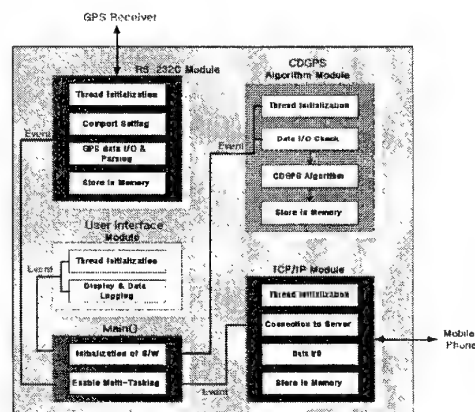 GPS Receiver
RS-232C Module
Thread Initialization
Comport Setting
GPS data I/O &
Parsing
Store in Memory
Event
CDGPS
Algorithm Module
Thread Initialization
Data I/O Check
CDGPS Algorithm
Store in Memory
Event
User Interface
Module
Thread Initialization
Display & Data
Logging
Event
Main()
Initialization of S/W
Enable Multi-Tasking
Event
TCP/IP Module
Thread Initialization
Connection to Server
Data I/O
Store in Memory
Mobile
Phone